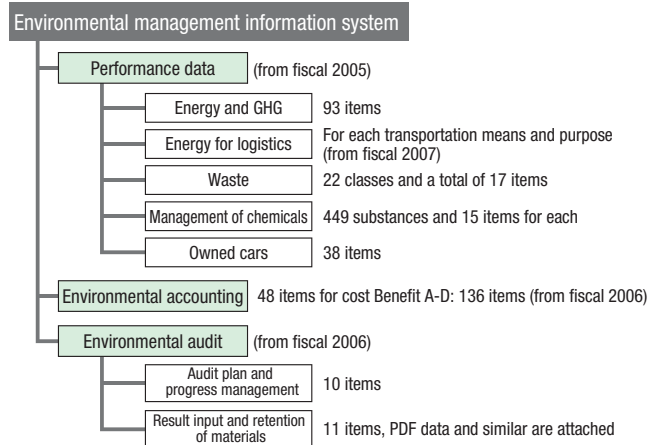 Environmental management information system
Performance data (from fiscal 2005)
Energy and GHG 93 items
Energy for logistics For each transportation means and purpose
(from fiscal 2007)
Waste 22 classes and a total of 17 items
Management of chemicals 449 substances and 15 items for each
Owned cars 38 items
Environmental accounting 48 items for cost Benefit A-D: 136 items (from fiscal 2006)
Environmental audit (from fiscal 2006)
Audit plan and
progress management 10 items
Result input and retention
of materials 11 items, PDF data and similar are attached